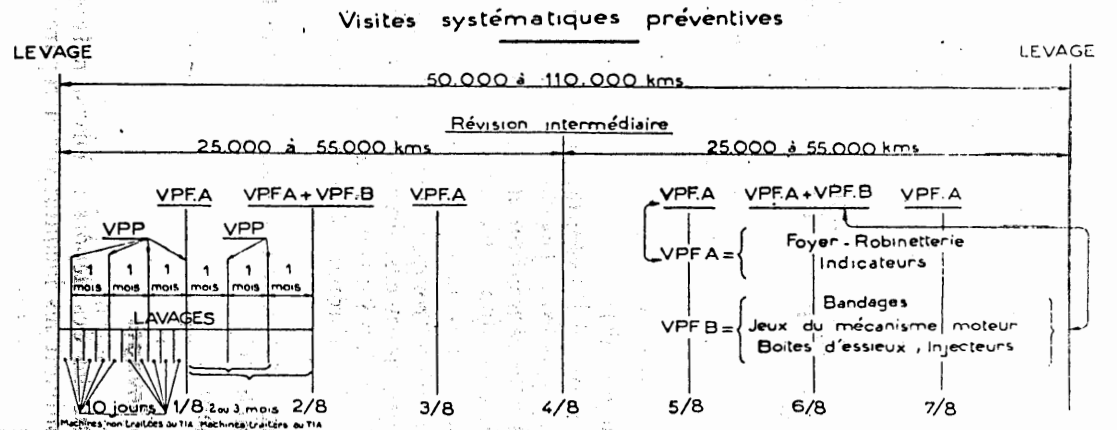 Visites systématiques préventives
LEVAGE LEVAGE
50.000 à 110.000 kms
Révision intermédiaire
25.000 à 55.000 kms 25.000 à 55.000 kms
VPF.A VPF.A + VPF.B V.PF.A VPF.A VPF.A + VPF.B VPF.A
VPP VPP
VPF A = { Foyer - Robinetterie
Indicateurs
1 1 1 1 1 1
mois mois mois mois mois mois
LAVAGES
VPF B = { Bandages
Jeux du mécanisme moteur
Boîtes d'essieux, Injecteurs }
10 jours 1/8 2 ou 3 mois 2/8 3/8 4/8 5/8 6/8 7/8
Machines non traitées au TIA Machines traitées au TIA